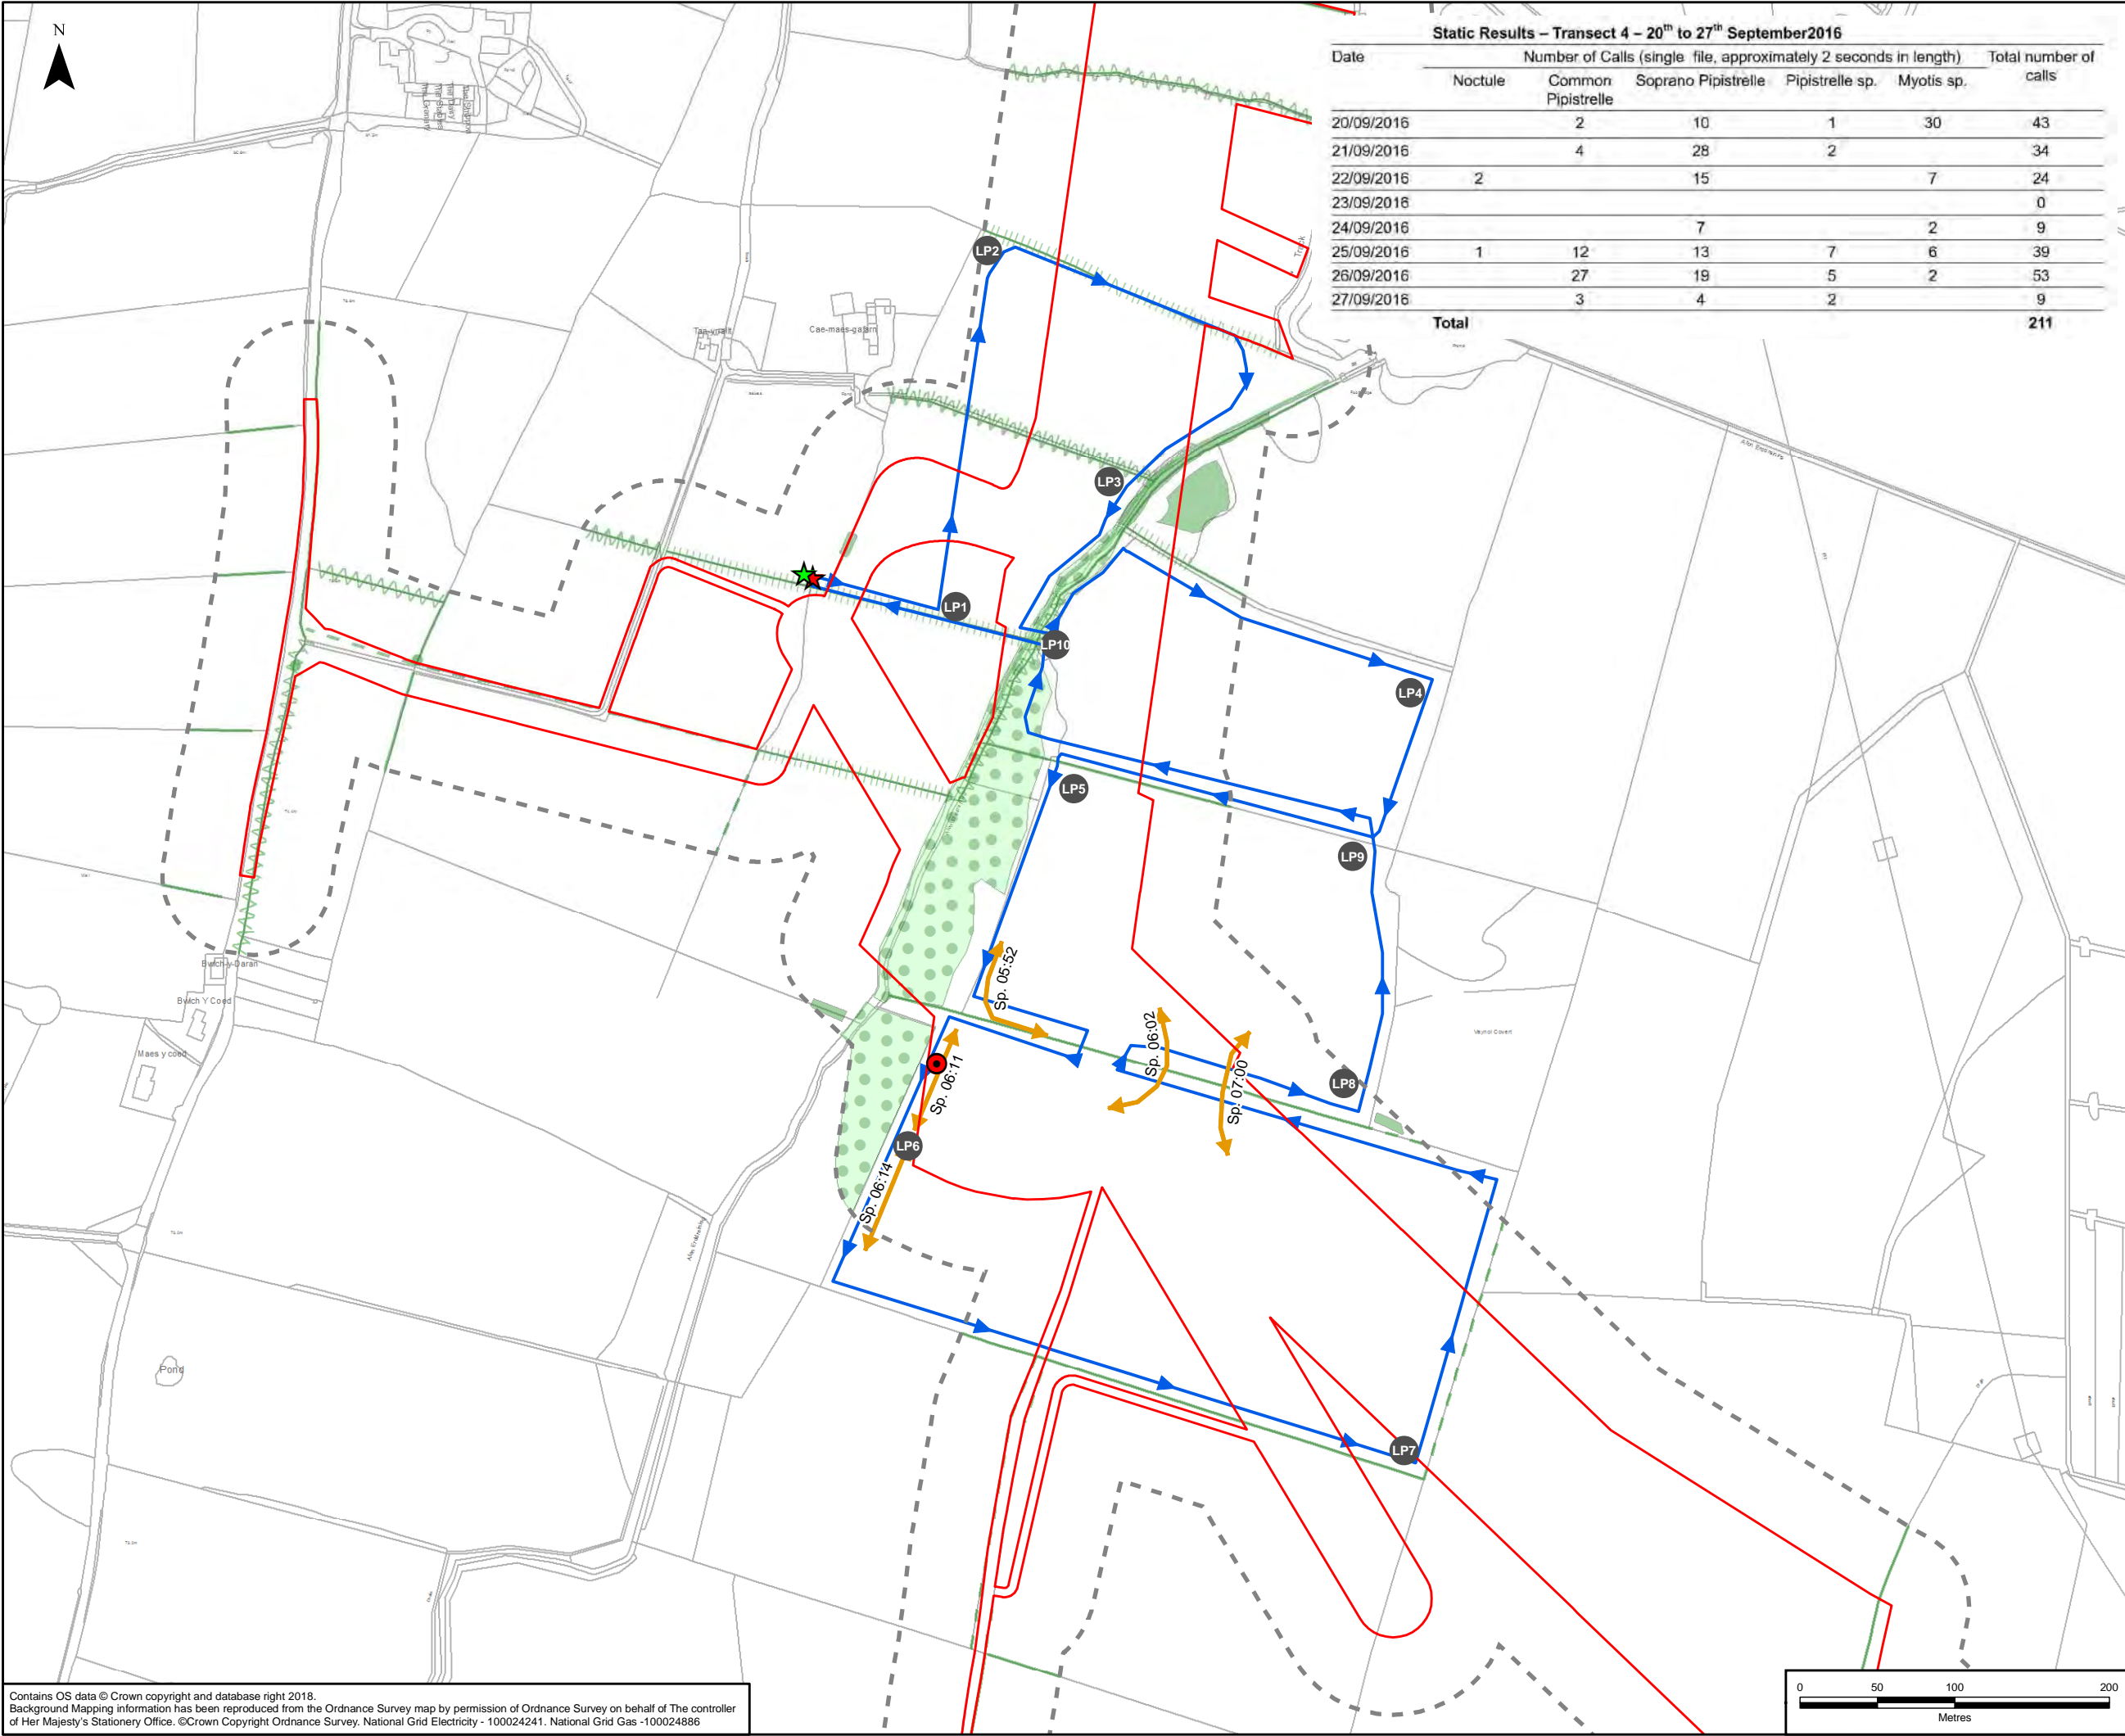 N
Static Results – Transect 4 – 20th to 27th September2016
Date Number of Calls (single file, approximately 2 seconds in length) Total number of calls
Noctule Common Pipistrelle Soprano Pipistrelle Pipistrelle sp. Myotis sp.
20/09/2016 2 10 1 30 43
21/09/2016 4 28 2 34
22/09/2016 2 15 7 24
23/09/2016 0
24/09/2016 7 2 9
25/09/2016 1 12 13 7 6 39
26/09/2016 27 19 5 2 53
27/09/2016 3 4 2 9
Total 211
Track
LP2
Cae-maes-gafarn
LP3
LP1
LP10
LP4
LP5
LP9
Sp. 05:52
Bwlch-y-Daran
Bwlch Y Coed
Sp. 06:02
Vaynol Covert
Maes y coed
Sp. 06:11
Sp. 07:00
LP8
LP6
Sp. 06:14
Pond
LP7
Contains OS data © Crown copyright and database right 2018.
Background Mapping information has been reproduced from the Ordnance Survey map by permission of Ordnance Survey on behalf of The controller
of Her Majesty's Stationery Office. ©Crown Copyright Ordnance Survey. National Grid Electricity - 100024241. National Grid Gas -100024886
0 50 100 200
Metres